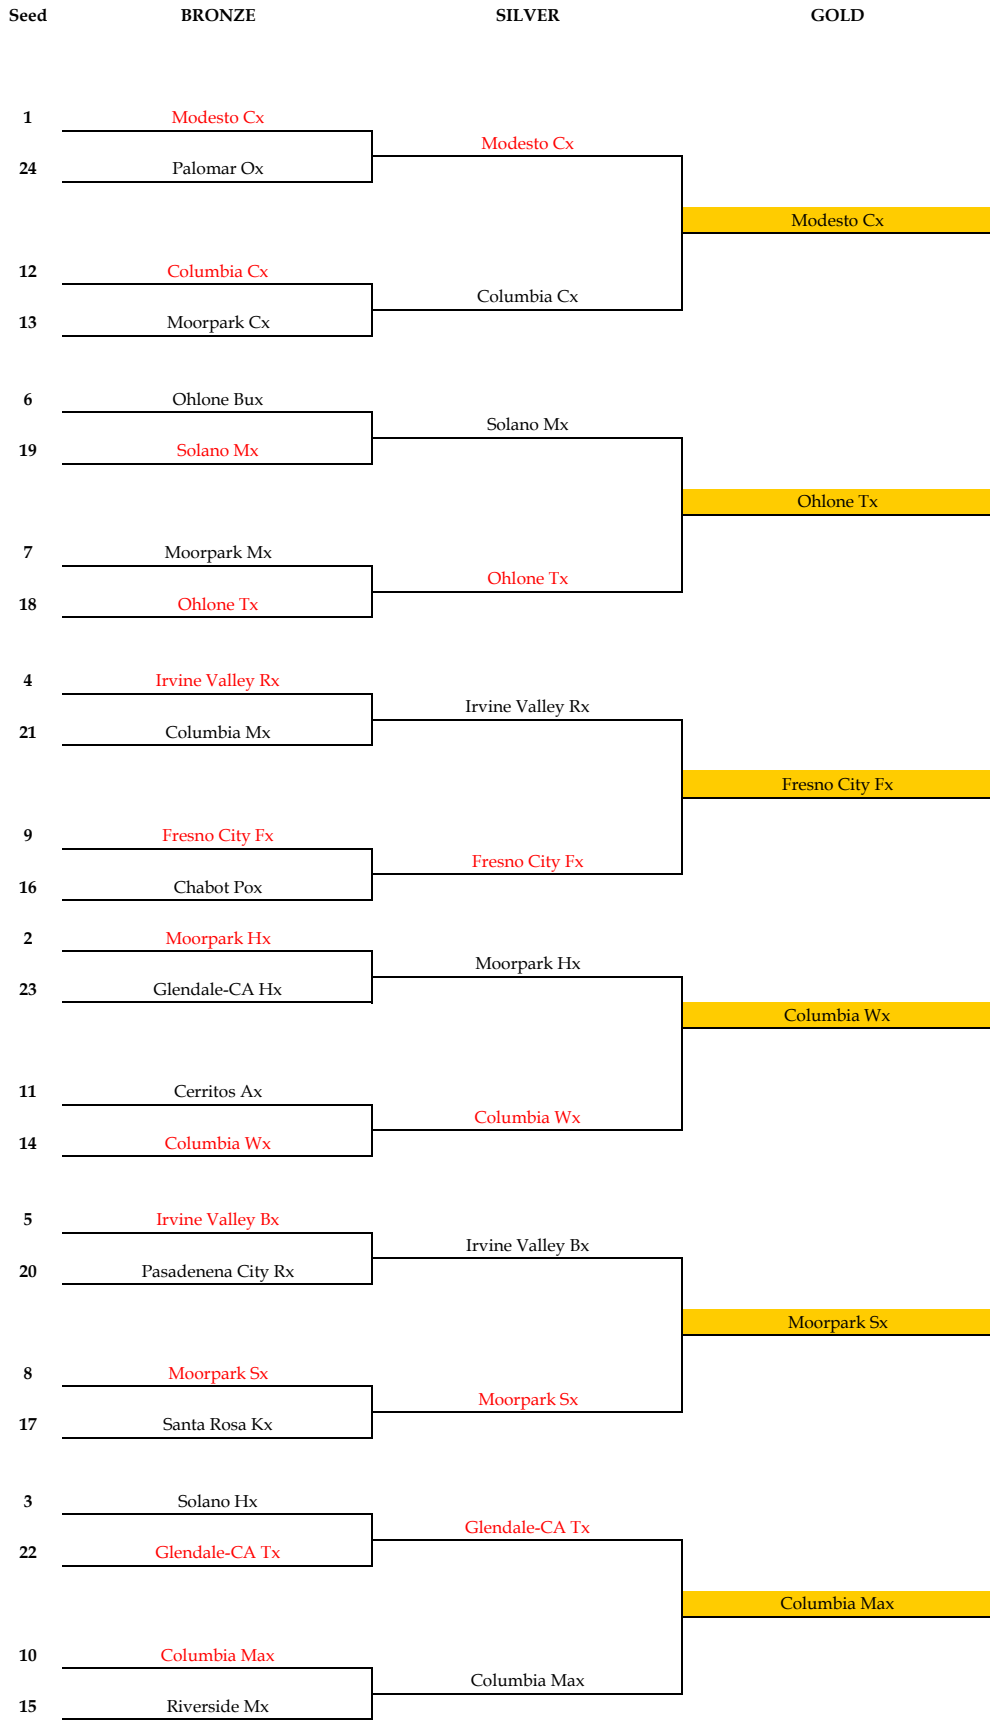 Seed BRONZE SILVER GOLD
1 Modesto Cx
Modesto Cx
24 Palomar Ox
Modesto Cx
12 Columbia Cx
Columbia Cx
13 Moorpark Cx
6 Ohlone Bux
Solano Mx
19 Solano Mx
Ohlone Tx
7 Moorpark Mx
Ohlone Tx
18 Ohlone Tx
4 Irvine Valley Rx
Irvine Valley Rx
21 Columbia Mx
Fresno City Fx
9 Fresno City Fx
Fresno City Fx
16 Chabot Pox
2 Moorpark Hx
Moorpark Hx
23 Glendale-CA Hx
Columbia Wx
11 Cerritos Ax
Columbia Wx
14 Columbia Wx
5 Irvine Valley Bx
Irvine Valley Bx
20 Pasadenena City Rx
Moorpark Sx
8 Moorpark Sx
Moorpark Sx
17 Santa Rosa Kx
3 Solano Hx
Glendale-CA Tx
22 Glendale-CA Tx
Columbia Max
10 Columbia Max
Columbia Max
15 Riverside Mx